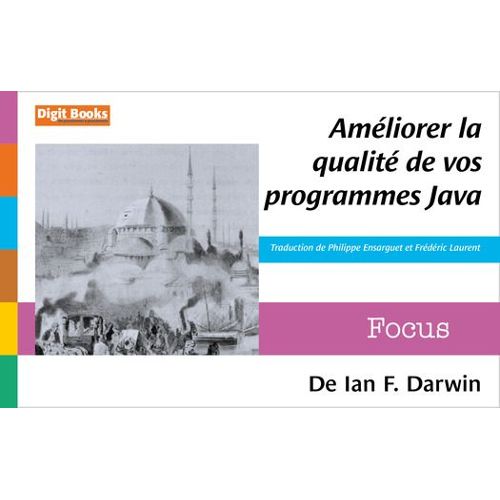 Digit Books
Améliorer la
qualité de vos
programmes Java
Traduction de Philippe Ensarguet et Frédéric Laurent
Focus
De Ian F. Darwin